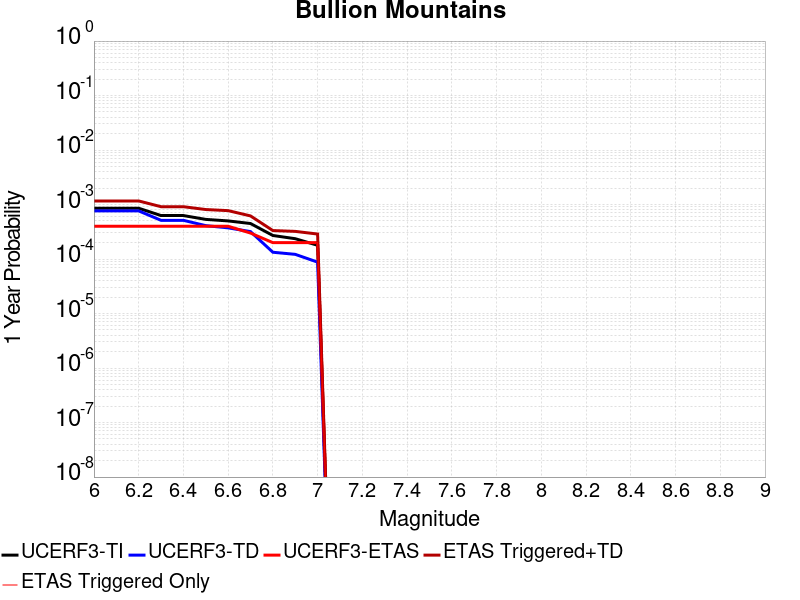 Bullion Mountains
10^0
10^-1
10^-2
10^-3
10^-4
10^-5
10^-6
10^-7
10^-8
1 Year Probability
6 6.2 6.4 6.6 6.8 7 7.2 7.4 7.6 7.8 8 8.2 8.4 8.6 8.8 9
Magnitude
UCERF3-TI UCERF3-TD UCERF3-ETAS ETAS Triggered+TD
ETAS Triggered Only